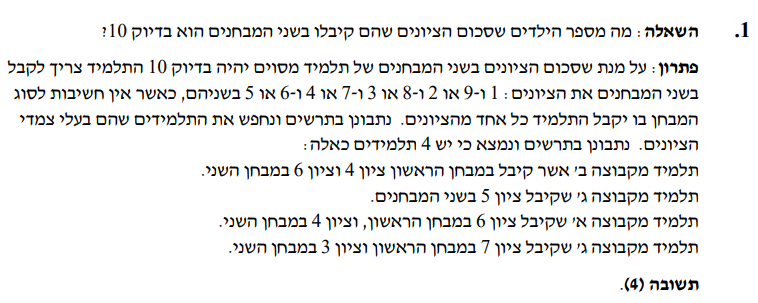 1. השאלה: מה מספר הילדים שסכום הציונים שהם קיבלו בשני המבחנים הוא בדיוק 10?
פתרון: על מנת שסכום הציונים בשני המבחנים של תלמיד מסוים יהיה בדיוק 10 התלמיד צריך לקבל
בשני המבחנים את הציונים: 1 ו-9 או 2 ו-8 או 3 ו-7 או 4 ו-6 או 5 בשניהם, כאשר אין חשיבות לסוג
המבחן בו יקבל התלמיד כל אחד מהציונים. נתבונן בתרשים ונחפש את התלמידים שהם בעלי צמדי
הציונים. נתבונן בתרשים ונמצא כי יש 4 תלמידים כאלה:
תלמיד מקבוצה ב׳ אשר קיבל במבחן הראשון ציון 4 וציון 6 במבחן השני.
תלמיד מקבוצה ג׳ שקיבל ציון 5 בשני המבחנים.
תלמיד מקבוצה א׳ שקיבל ציון 6 במבחן הראשון, וציון 4 במבחן השני.
תלמיד מקבוצה ג׳ שקיבל ציון 7 במבחן הראשון וציון 3 במבחן השני.
תשובה (4).